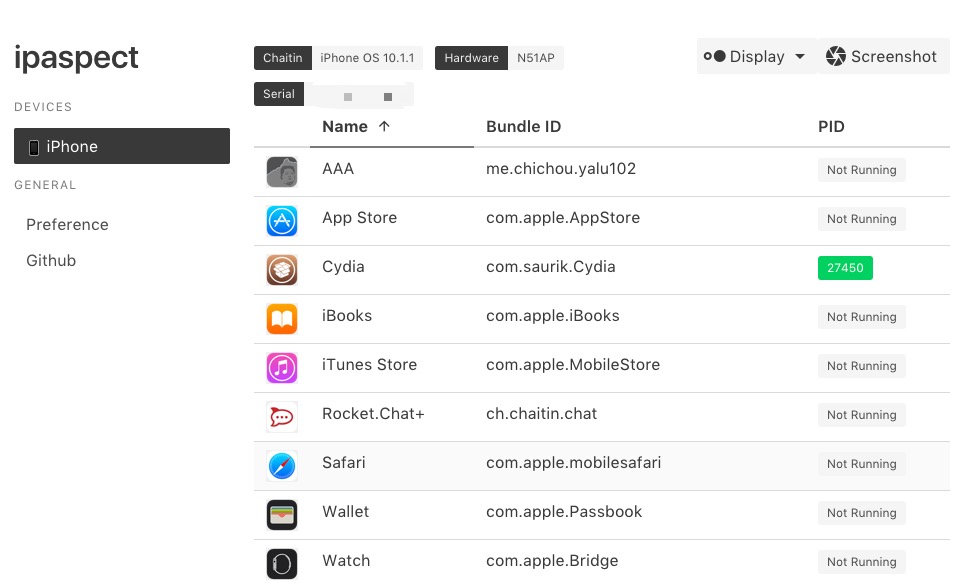 ipaspect
DEVICES
iPhone
GENERAL
Preference
Github
Chaitin iPhone OS 10.1.1 Hardware N51AP
Serial
Display Screenshot
Name ↑ Bundle ID PID
AAA me.chichou.yalu102 Not Running
App Store com.apple.AppStore Not Running
Cydia com.saurik.Cydia 27450
iBooks com.apple.iBooks Not Running
iTunes Store com.apple.MobileStore Not Running
Rocket.Chat+ ch.chaitin.chat Not Running
Safari com.apple.mobilesafari Not Running
Wallet com.apple.Passbook Not Running
Watch com.apple.Bridge Not Running